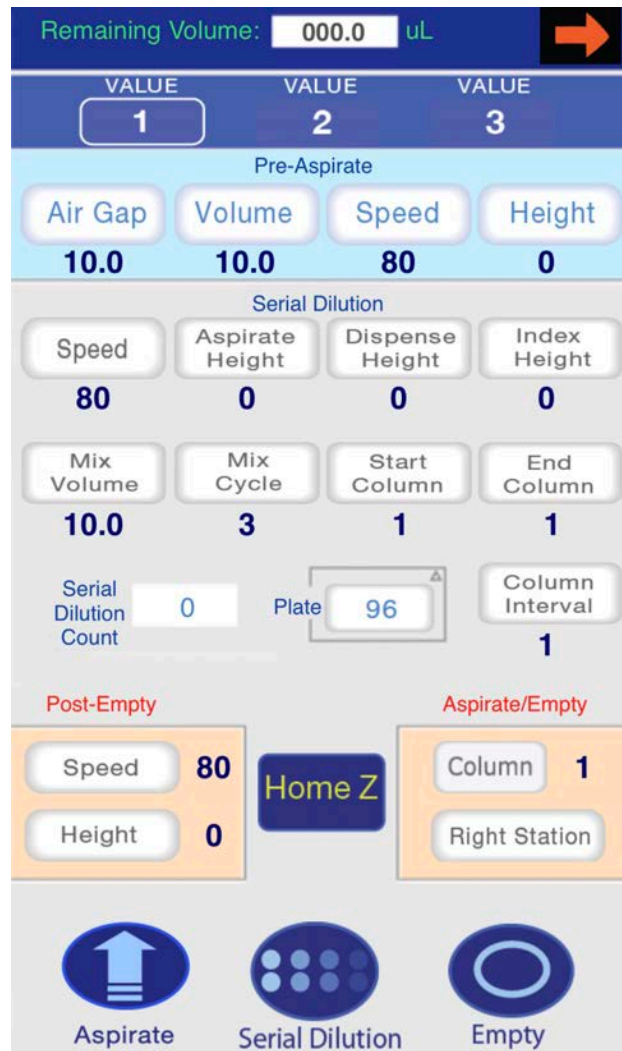 Remaining Volume: 000.0 uL
VALUE VALUE VALUE
1 2 3
Pre-Aspirate
Air Gap Volume Speed Height
10.0 10.0 80 0
Serial Dilution
Speed Aspirate Height Dispense Height Index Height
80 0 0 0
Mix Volume Mix Cycle Start Column End Column
10.0 3 1 1
Serial Dilution Count 0 Plate 96 Column Interval
1
Post-Empty Aspirate/Empty
Speed 80 Home Z Column 1
Height 0 Right Station
Aspirate Serial Dilution Empty